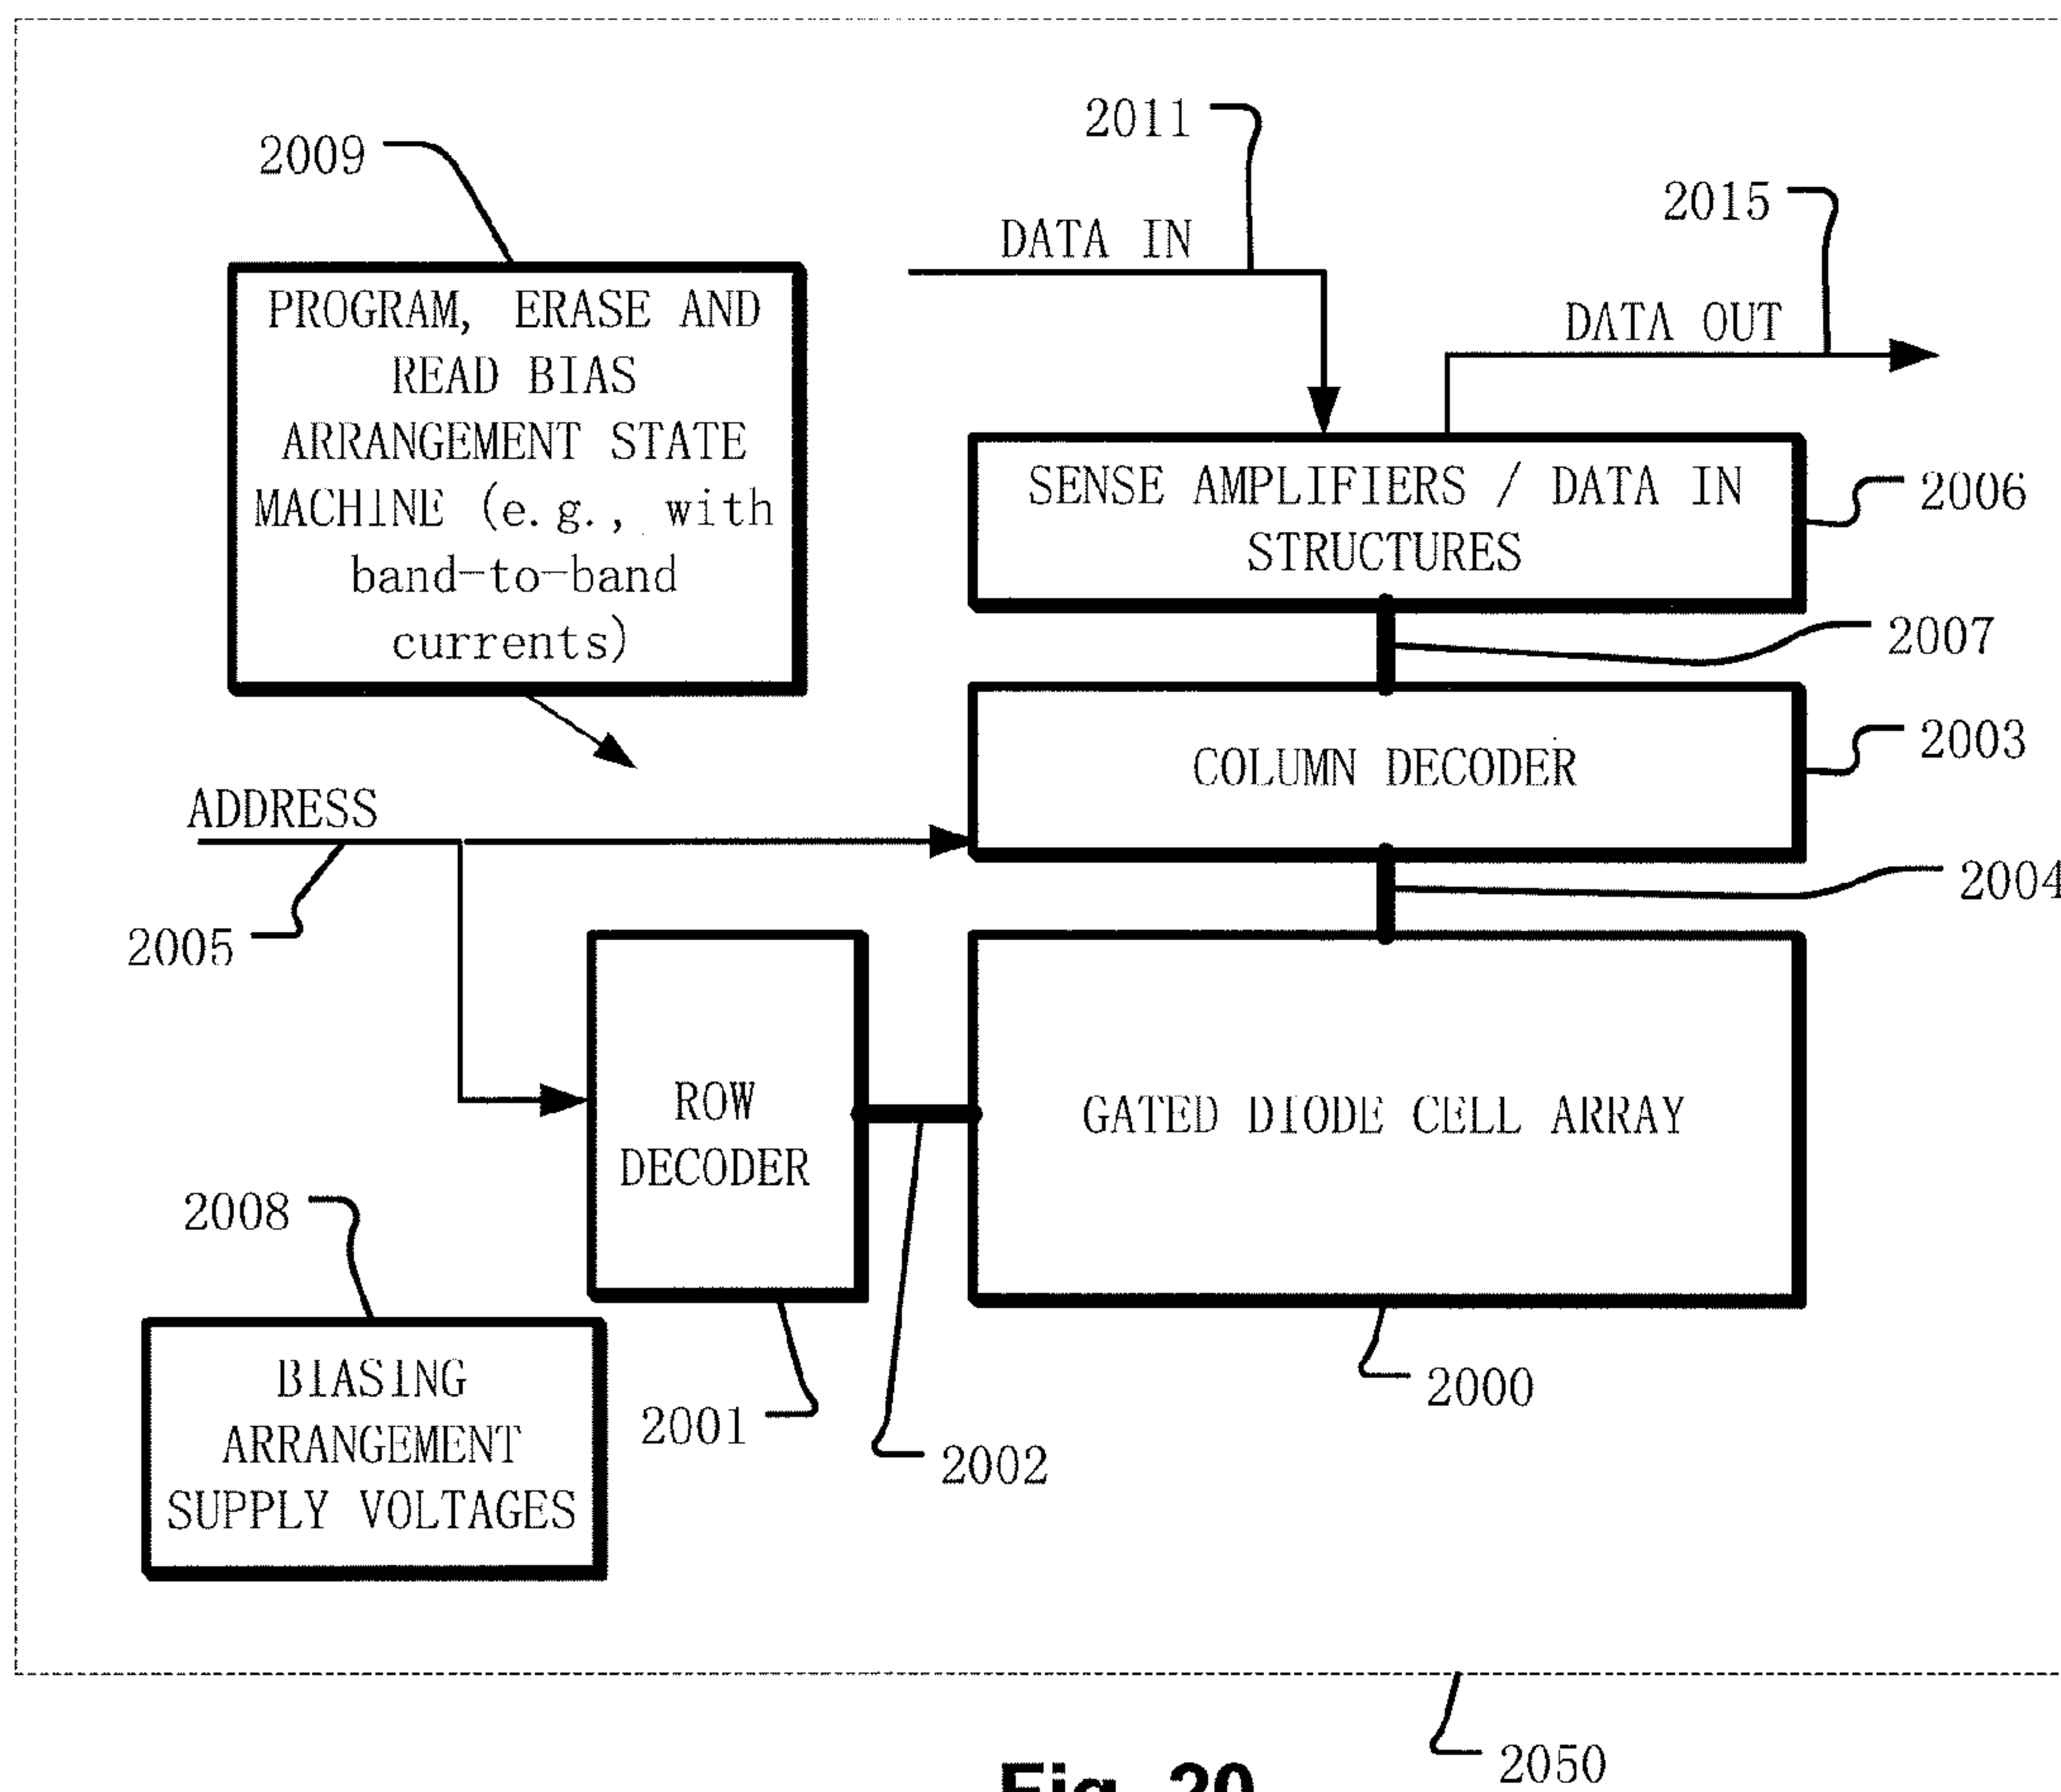 2011
2009
2015
DATA IN
PROGRAM, ERASE AND
READ BIAS
ARRANGEMENT STATE
MACHINE (e.g., with
band-to-band
currents)
DATA OUT
SENSE AMPLIFIERS / DATA IN
STRUCTURES
2006
2007
COLUMN DECODER
2003
ADDRESS
2004
2005
ROW
DECODER
GATED DIODE CELL ARRAY
2008
BIASING
ARRANGEMENT
SUPPLY VOLTAGES
2001
2002
2000
2050
Fig. 20